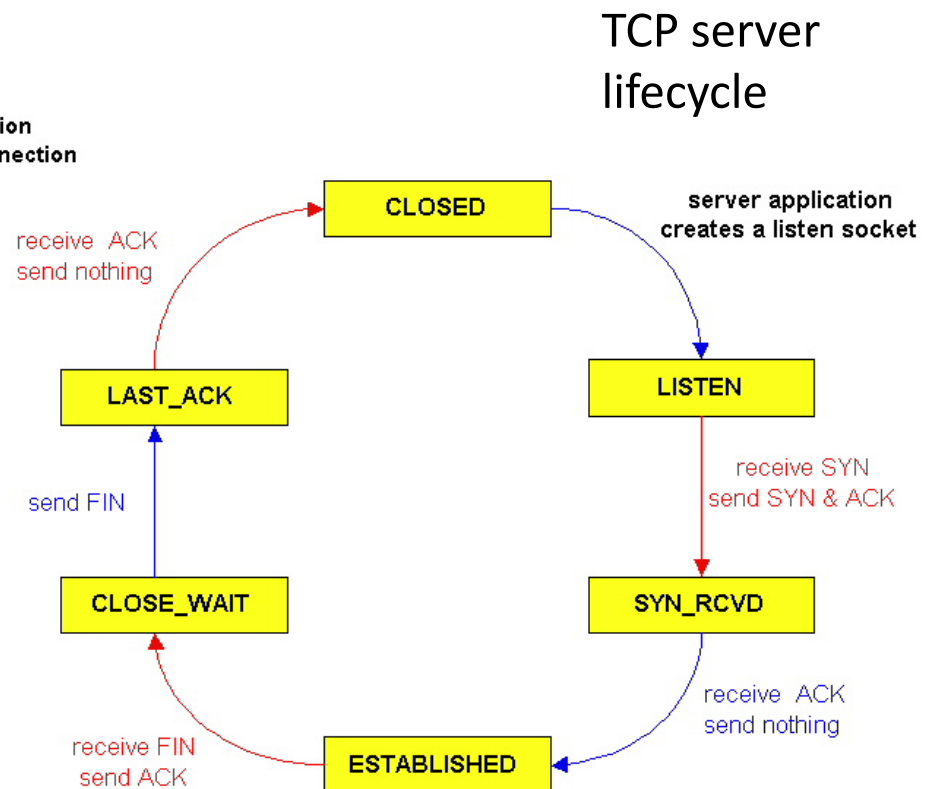 TCP server
lifecycle
ion
nection
CLOSED
server application
creates a listen socket
receive ACK
send nothing
LAST_ACK
LISTEN
receive SYN
send SYN & ACK
send FIN
CLOSE_WAIT
SYN_RCVD
receive ACK
send nothing
receive FIN
send ACK
ESTABLISHED